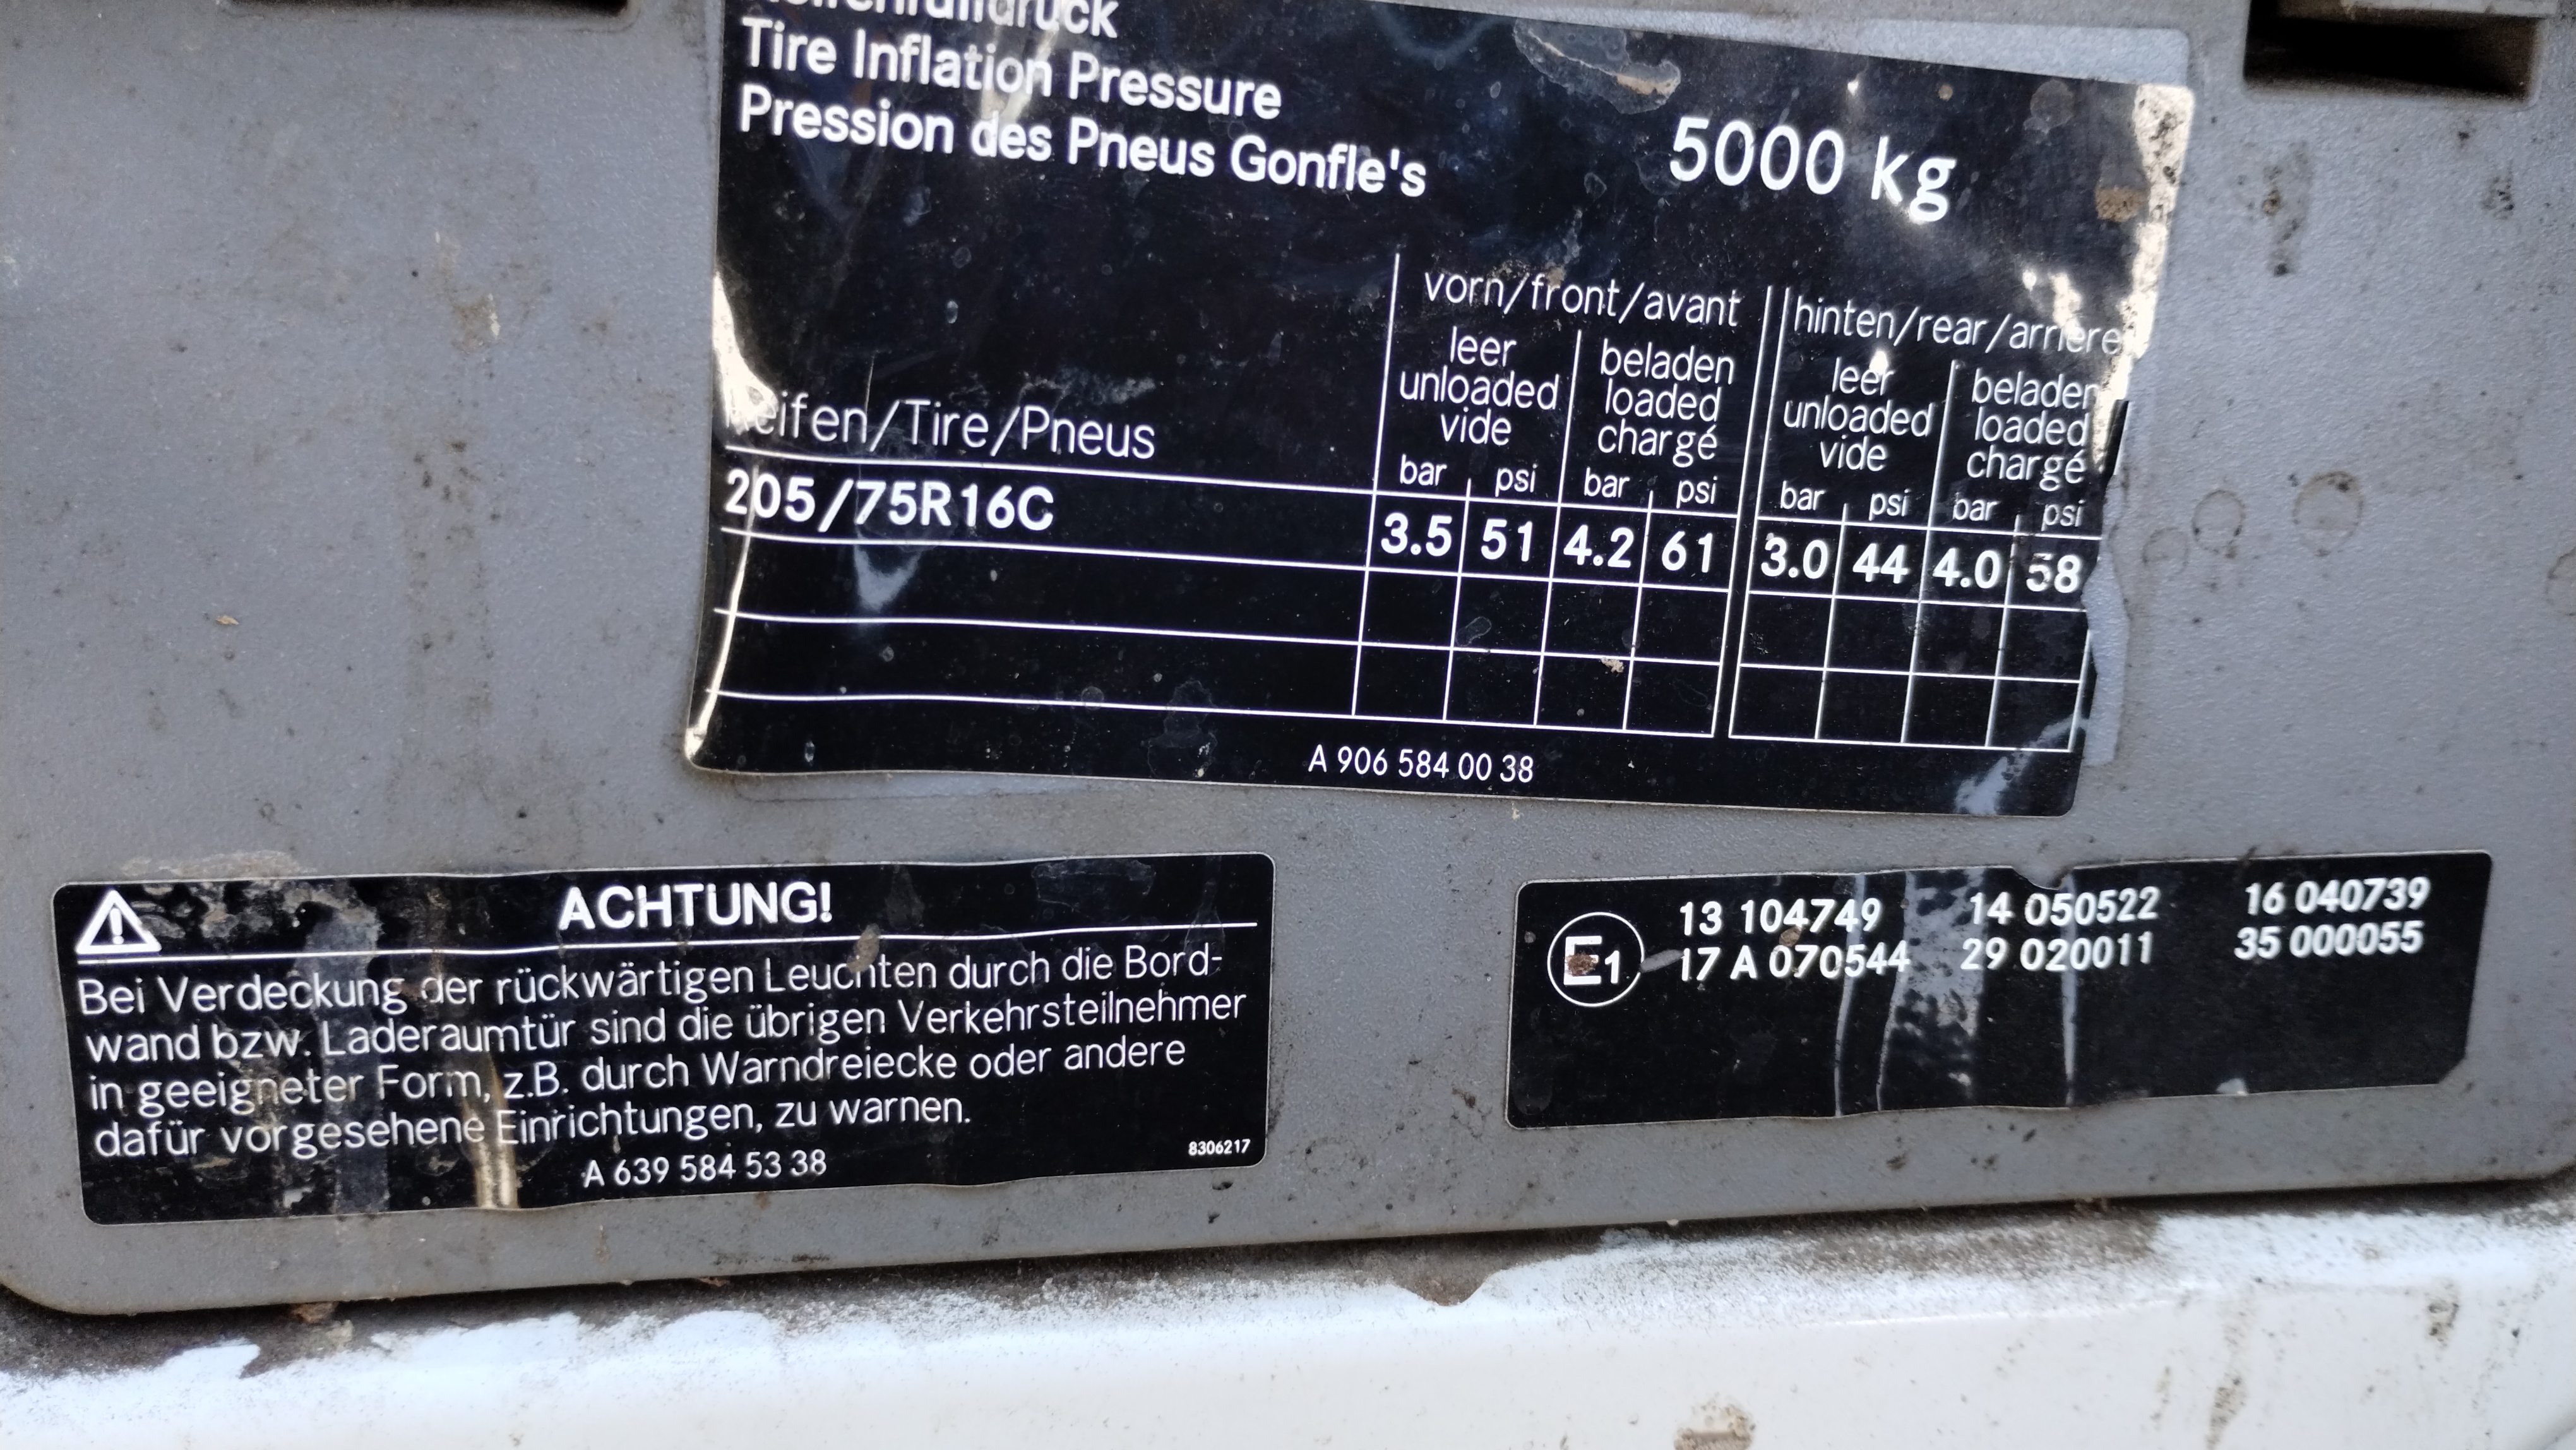 Tire Inflation Pressure
Pression des Pneus Gonfle's
5000 kg
vorn/front/avant hinten/rear/arriere
leer beladen leer beladen
unloaded loaded unloaded loaded
vide chargé vide chargé
Reifen/Tire/Pneus bar psi bar psi bar psi bar psi
205/75R16C 3.5 51 4.2 61 3.0 44 4.0 58
A 906 584 00 38
ACHTUNG!
Bei Verdeckung der rückwärtigen Leuchten durch die Bord-
wand bzw. Laderaumtür sind die übrigen Verkehrsteilnehmer
in geeigneter Form, z.B. durch Warndreiecke oder andere
dafür vorgesehene Einrichtungen, zu warnen.
A 639 584 53 38
8306217
E1
13 104749 14 050522 16 040739
17 A 070544 29 020011 35 000055